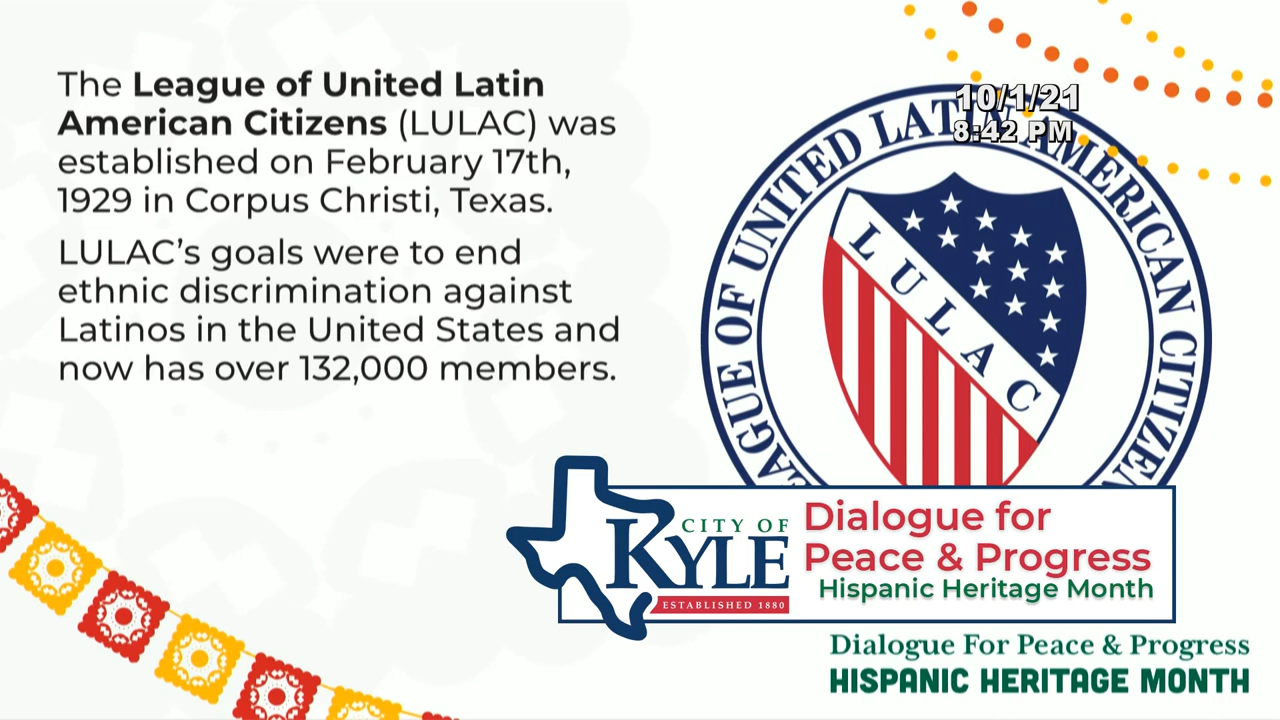 The League of United Latin
American Citizens (LULAC) was
established on February 17th,
1929 in Corpus Christi, Texas.
LULAC’s goals were to end
ethnic discrimination against
Latinos in the United States and
now has over 132,000 members.
10/1/21
8:42 PM
LEAGUE OF UNITED LATIN AMERICAN CITIZEN
LULAC
CITY OF
KYLE
ESTABLISHED 1880
Dialogue for
Peace & Progress
Hispanic Heritage Month
Dialogue For Peace & Progress
HISPANIC HERITAGE MONTH